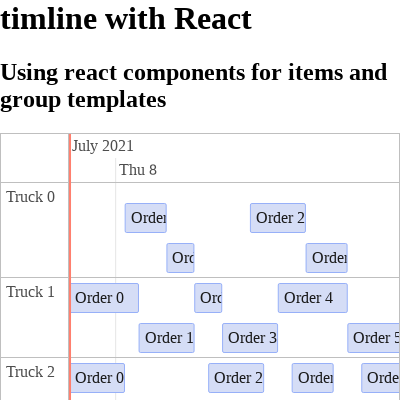 timline with React
Using react components for items and
group templates
July 2021
Thu 8
Truck 0
Order
Order 2
Ord
Order
Truck 1
Order 0
Ord
Order 4
Order 1
Order 3
Order 5
Truck 2
Order 0
Order 2
Order
Orde